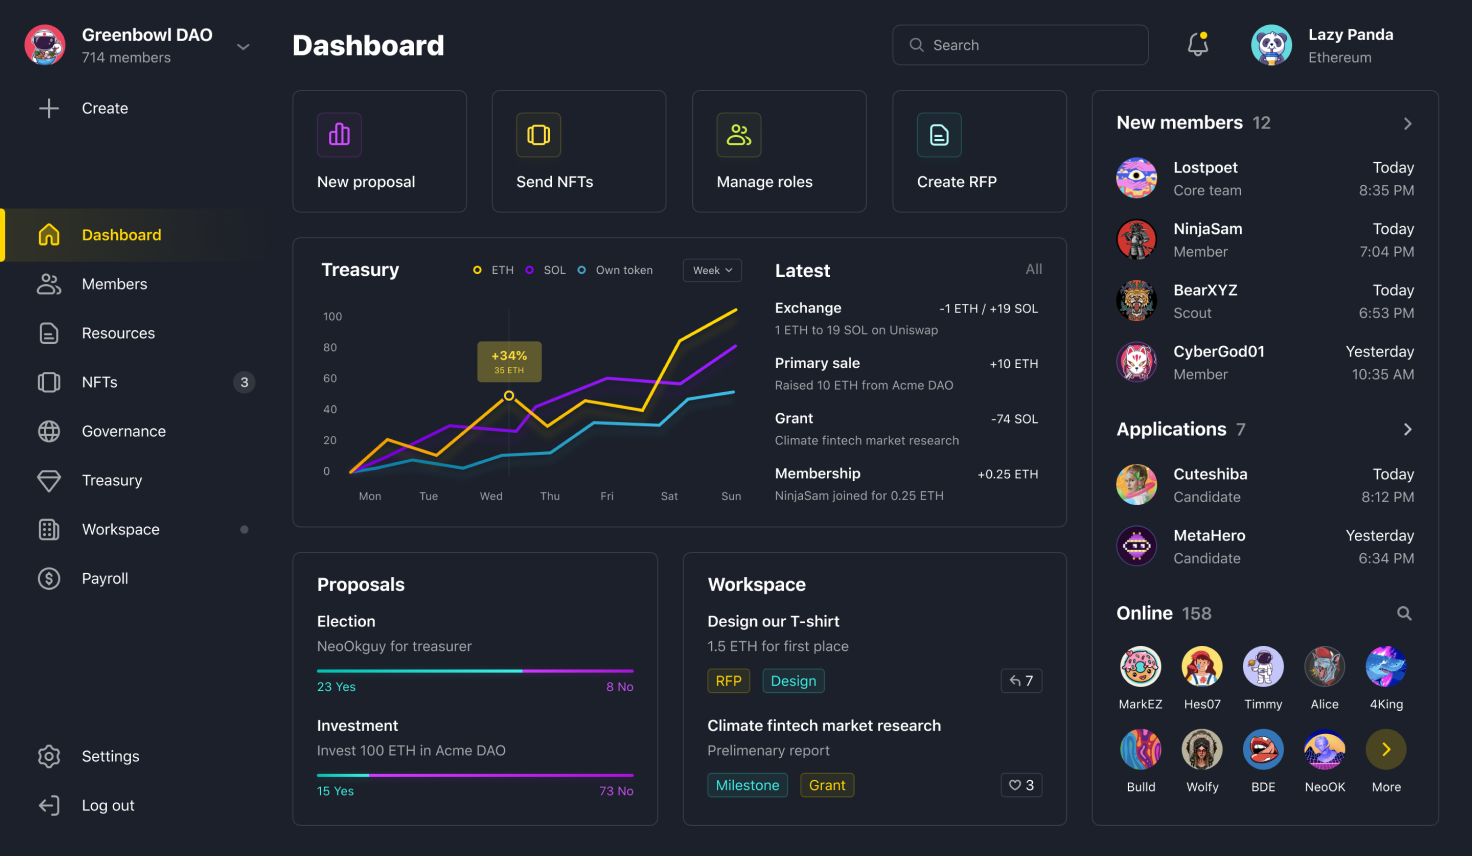 Greenbowl DAO
714 members
Create
Dashboard
Members
Resources
NFTs 3
Governance
Treasury
Workspace
Payroll
Settings
Log out
Dashboard
Search
Lazy Panda
Ethereum
New proposal
Send NFTs
Manage roles
Create RFP
Treasury
ETH SOL Own token
Week
100
80
60
40
20
0
+34%
35 ETH
Mon Tue Wed Thu Fri Sat Sun
Latest All
Exchange -1 ETH / +19 SOL
1 ETH to 19 SOL on Uniswap
Primary sale +10 ETH
Raised 10 ETH from Acme DAO
Grant -74 SOL
Climate fintech market research
Membership +0.25 ETH
NinjaSam joined for 0.25 ETH
Proposals
Election
NeoOkguy for treasurer
23 Yes 8 No
Investment
Invest 100 ETH in Acme DAO
15 Yes 73 No
Workspace
Design our T-shirt
1.5 ETH for first place
RFP Design 7
Climate fintech market research
Prelimenary report
Milestone Grant 3
New members 12
Lostpoet Today
Core team 8:35 PM
NinjaSam Today
Member 7:04 PM
BearXYZ Today
Scout 6:53 PM
CyberGod01 Yesterday
Member 10:35 AM
Applications 7
Cuteshiba Today
Candidate 8:12 PM
MetaHero Yesterday
Candidate 6:34 PM
Online 158
MarkEZ Hes07 Timmy Alice 4King
Bulld Wolfy BDE NeoOK More